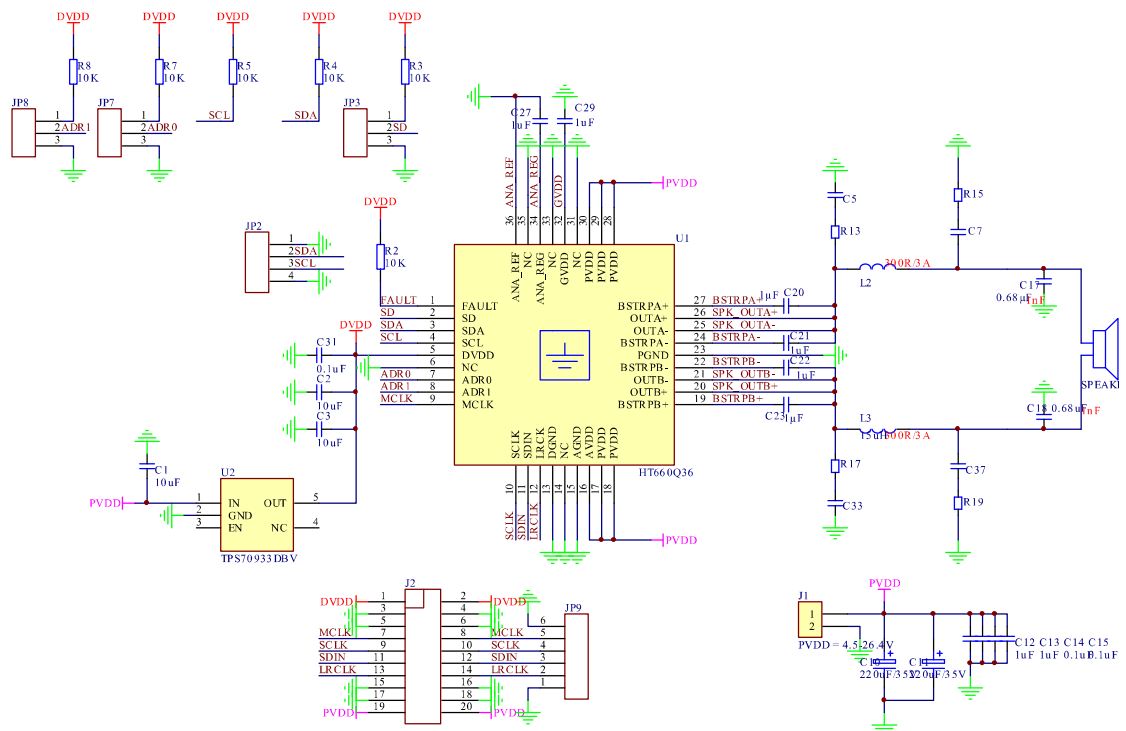 DVDD DVDD DVDD DVDD DVDD
R8 10K R7 10K R5 10K R4 10K R3 10K
JP8 1 2 ADR1 3
JP7 1 2 ADR0 3
SCL
SDA
JP3 1 2 SD 3
C27 1uF
C29 1uF
ANA_REF ANA_REG GVDD
PVDD
36 35 34 33 32 31 30 29 28
ANA_REF NC ANA_REG NC GVDD NC PVDD PVDD PVDD
U1
JP2
1
2 SDA
3 SCL
4
DVDD
R2
10K
FAULT 1 FAULT
SD 2 SD
SDA 3 SDA
SCL 4 SCL
5 DVDD
6 NC
ADR0 7 ADR0
ADR1 8 ADR1
MCLK 9 MCLK
BSTRPA+ 27 BSTRPA+
OUTA+ 26 SPK_OUTA+
OUTA- 25 SPK_OUTA-
BSTRPA- 24 BSTRPA-
PGND 23
BSTRPB- 22 BSTRPB-
OUTB- 21 SPK_OUTB-
OUTB+ 20 SPK_OUTB+
BSTRPB+ 19 BSTRPB+
1μF C20
C21
1uF
C22
1uF
C23 1μF
C5
R13
R15
C7
300R/3A
L2
C17
0.68μF 1nF
SPEAK
C18 0.68uF 1nF
L3
15uH 300R/3A
R17
C33
C37
R19
DVDD
C31
0.1uF
C2
10uF
C3
10uF
SCLK SDIN LRCK DGND NC AGND AVDD PVDD PVDD
10 11 12 13 14 15 16 17 18
SCLK SDIN LRCLK
HT660Q36
PVDD
C1
10uF
U2
PVDD
1 IN OUT 5
2 GND
3 EN NC 4
TPS70933DBV
J2
DVDD 1 2 DVDD
3 4
5 6
MCLK 7 8 MCLK
SCLK 9 10 SCLK
SDIN 11 12 SDIN
LRCLK 13 14 LRCLK
15 16
17 18
PVDD 19 20 PVDD
JP9
6
5
4
3
2
1
PVDD
J1
1
2
PVDD = 4.5-26.4V
C10
220uF/35V
C11
220uF/35V
C12 C13 C14 C15
1uF 1uF 0.1uF 0.1uF